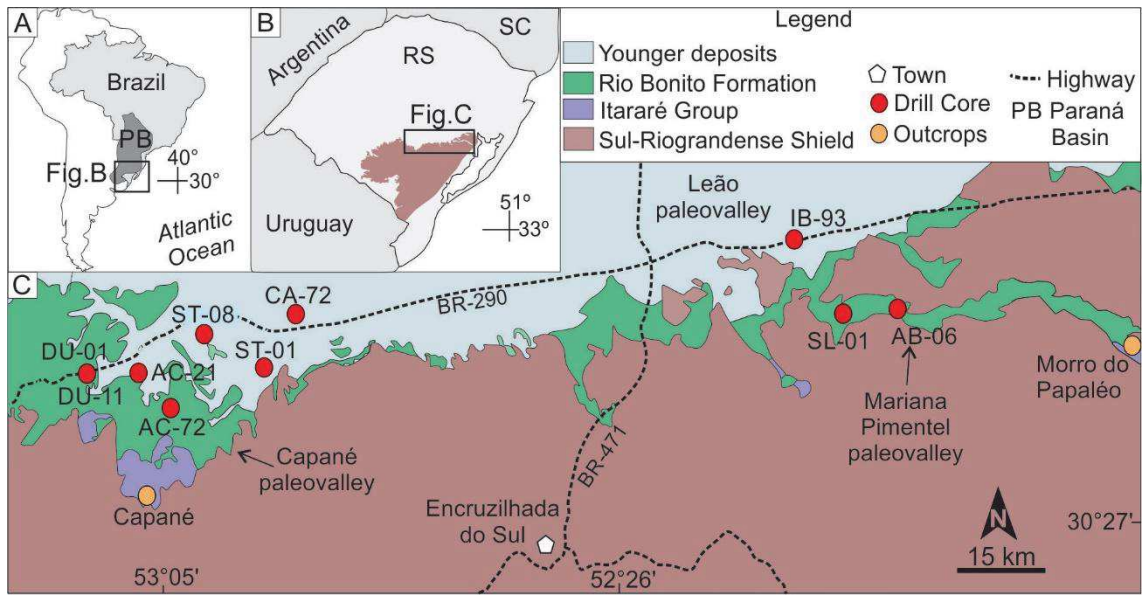 A
Brazil
PB
Fig.B
40°
30°
Atlantic
Ocean
B
Argentina
SC
RS
Fig.C
Uruguay
51°
33°
Legend
Younger deposits
Rio Bonito Formation
Itararé Group
Sul-Riograndense Shield
Town
Drill Core
Outcrops
Highway
PB Paraná
Basin
C
Leão
paleovalley
IB-93
CA-72
BR-290
ST-08
ST-01
DU-01
DU-11
AC-21
AC-72
SL-01
AB-06
Morro do
Papaléo
Mariana
Pimentel
paleovalley
Capané
paleovalley
BR-471
Capané
Encruzilhada
do Sul
N
15 km
30°27'
53°05'
52°26'